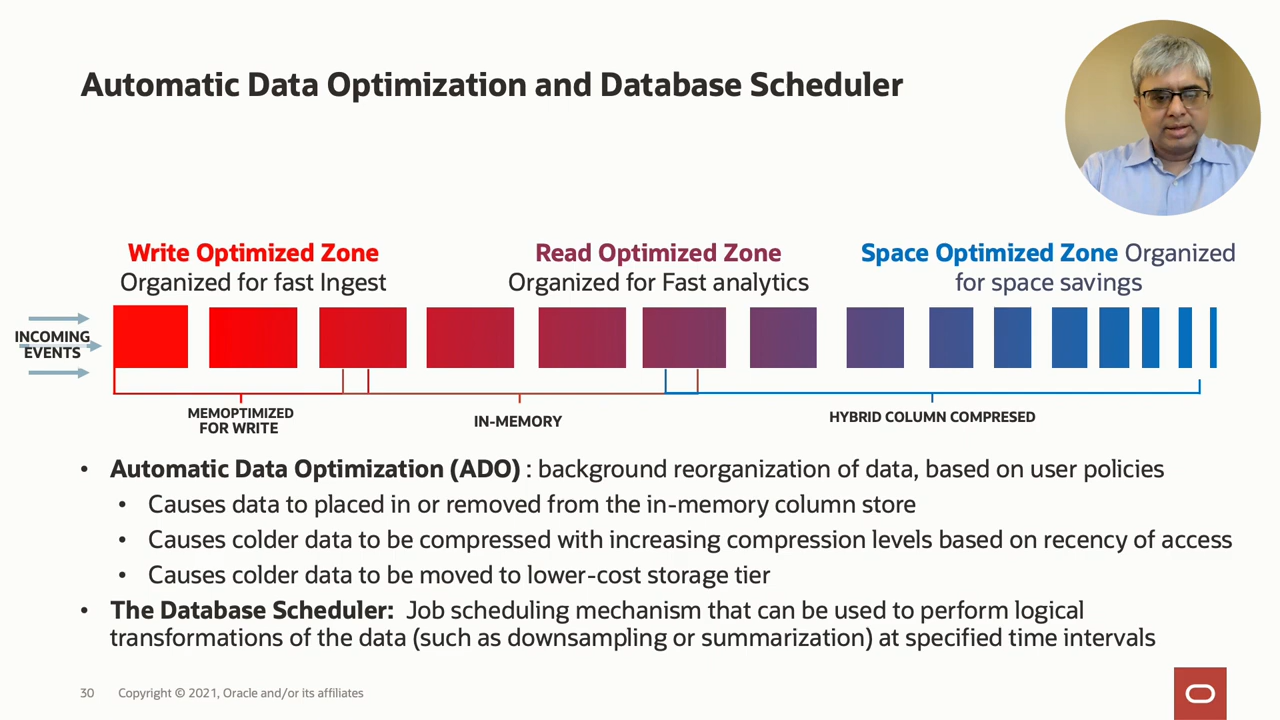 Automatic Data Optimization and Database Scheduler
Write Optimized Zone
Organized for fast Ingest
Read Optimized Zone
Organized for Fast analytics
Space Optimized Zone Organized
for space savings
INCOMING
EVENTS
MEMOPTIMIZED
FOR WRITE
IN-MEMORY
HYBRID COLUMN COMPRESED
• Automatic Data Optimization (ADO) : background reorganization of data, based on user policies
• Causes data to placed in or removed from the in-memory column store
• Causes colder data to be compressed with increasing compression levels based on recency of access
• Causes colder data to be moved to lower-cost storage tier
• The Database Scheduler: Job scheduling mechanism that can be used to perform logical
transformations of the data (such as downsampling or summarization) at specified time intervals
30 Copyright © 2021, Oracle and/or its affiliates